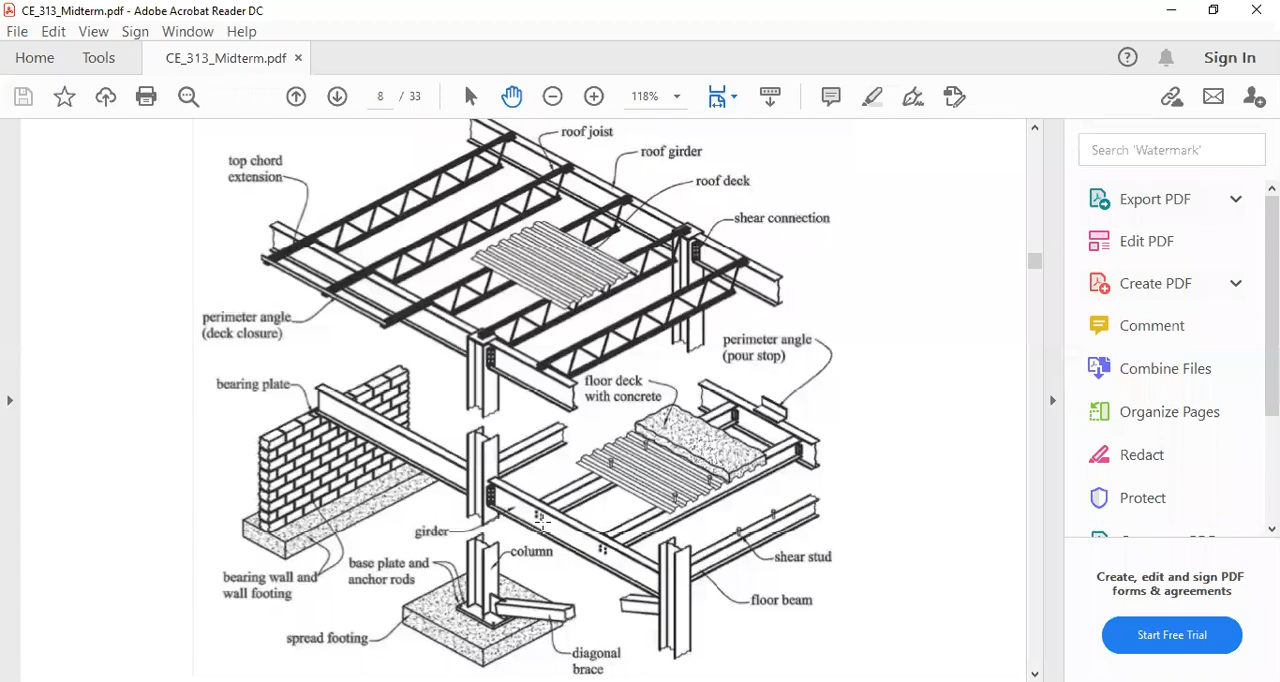 CE_313_Midterm.pdf - Adobe Acrobat Reader DC
File Edit View Sign Window Help
Home Tools CE_313_Midterm.pdf × Sign In
8 / 33 118%
roof joist
roof girder
top chord
extension
roof deck
shear connection
perimeter angle
(deck closure)
perimeter angle
(pour stop)
bearing plate
floor deck
with concrete
girder
column
base plate and
anchor rods
shear stud
bearing wall and
wall footing
floor beam
spread footing
diagonal
brace
Search 'Watermark'
Export PDF
Edit PDF
Create PDF
Comment
Combine Files
Organize Pages
Redact
Protect
Create, edit and sign PDF
forms & agreements
Start Free Trial